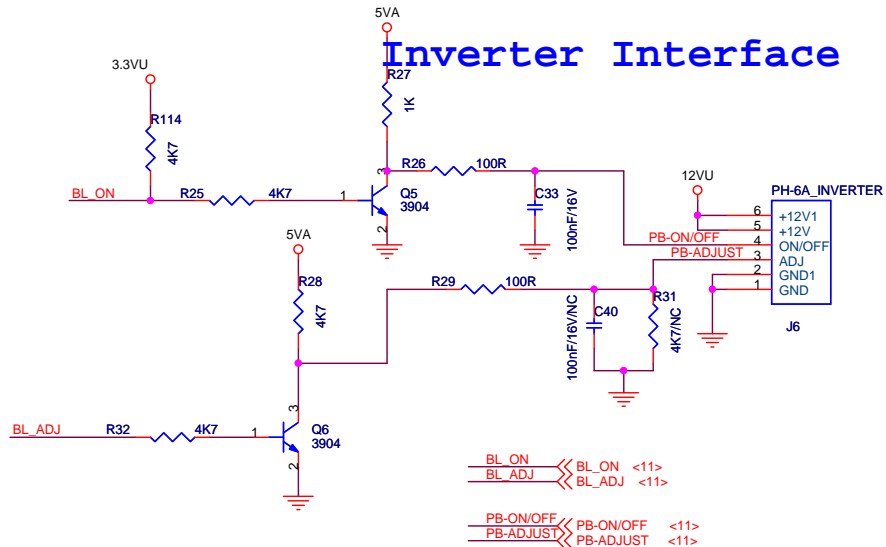 Inverter Interface
5VA
R27
1K
3.3VU
R114
4K7
BL_ON
R25
4K7
1
3
Q5
3904
2
R26
100R
C33
100nF/16V
12VU
PH-6A_INVERTER
6 +12V1
5 +12V
PB-ON/OFF 4 ON/OFF
PB-ADJUST 3 ADJ
2 GND1
1 GND
J6
5VA
R28
4K7
R29
100R
C40
100nF/16V/NC
R31
4K7/NC
BL_ADJ
R32
4K7
1
3
Q6
3904
2
BL_ON BL_ON <11>
BL_ADJ BL_ADJ <11>
PB-ON/OFF PB-ON/OFF <11>
PB-ADJUST PB-ADJUST <11>